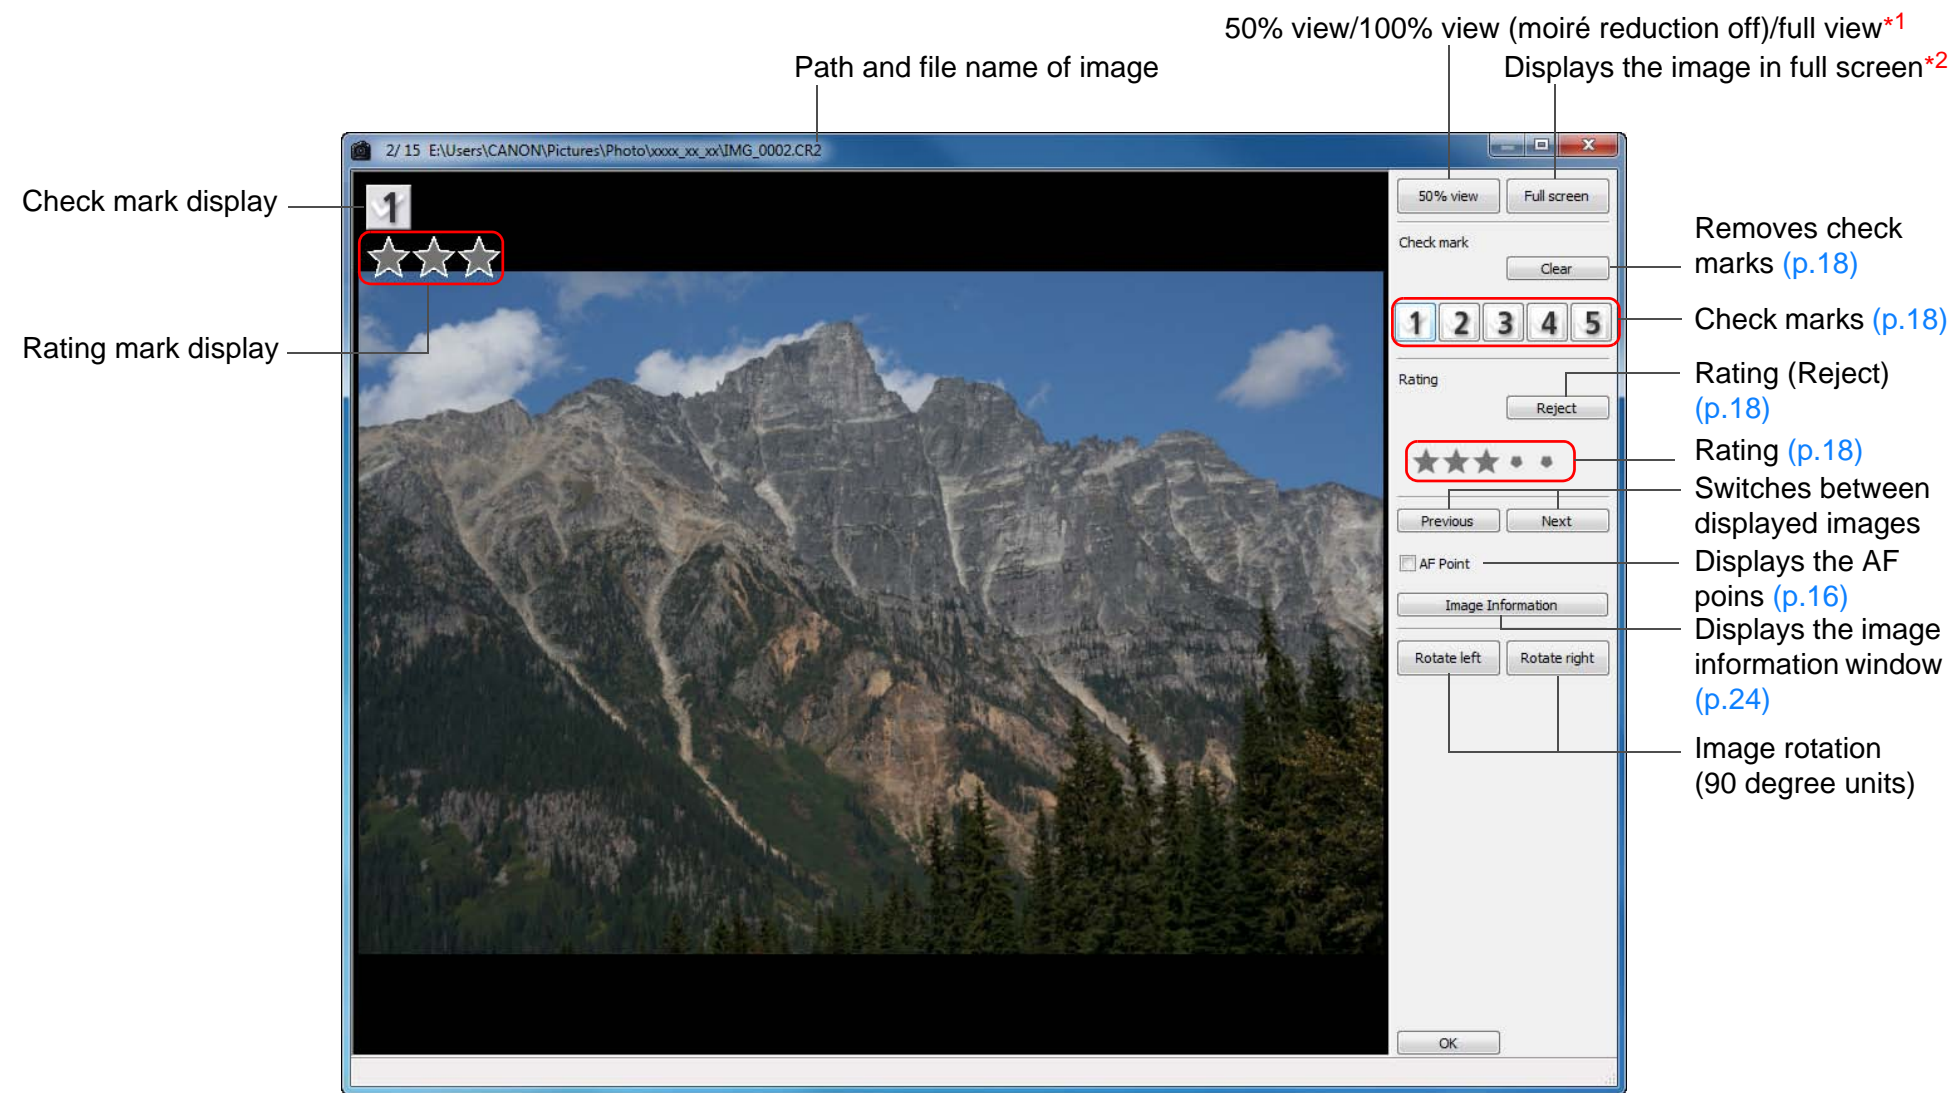 50% view/100% view (moiré reduction off)/full view*1
Path and file name of image
Displays the image in full screen*2
2/ 15 E:\Users\CANON\Pictures\Photo\xxxx_xx_xx\IMG_0002.CR2
Check mark display
1
Rating mark display
50% view
Full screen
Check mark
Clear
Removes check
marks (p.18)
1 2 3 4 5
Check marks (p.18)
Rating
Reject
Rating (Reject)
(p.18)
Rating (p.18)
Previous
Next
Switches between
displayed images
AF Point
Displays the AF
poins (p.16)
Image Information
Displays the image
information window
(p.24)
Rotate left
Rotate right
Image rotation
(90 degree units)
OK